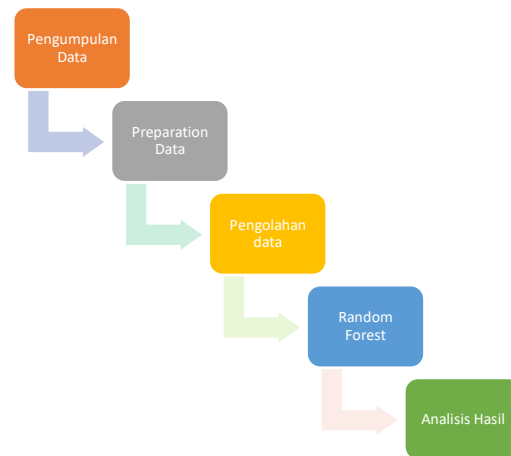 Pengumpulan
Data
Preparation
Data
Pengolahan
data
Random
Forest
Analisis Hasil